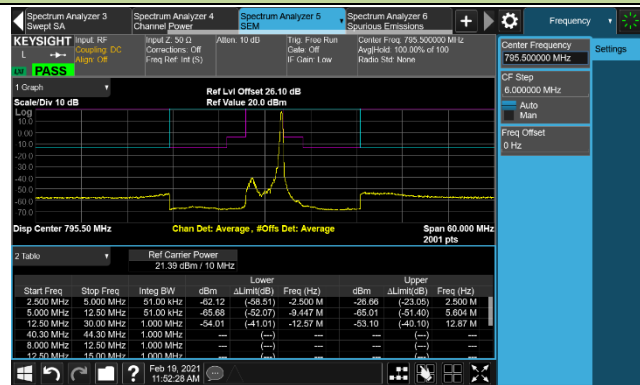 Spectrum Analyzer 3
Swept SA
Spectrum Analyzer 4
Channel Power
Spectrum Analyzer 5
SEM
Spectrum Analyzer 6
Spurious Emissions
+
Frequency
KEYSIGHT
L
LM PASS
Input: RF
Coupling: DC
Align: Off
Input Z: 50 Ω
Corrections: Off
Freq Ref: Int (S)
Atten: 10 dB
Trig: Free Run
Gate: Off
IF Gain: Low
Center Freq: 795.500000 MHz
Avg|Hold: 100.00% of 100
Radio Std: None
Center Frequency
795.500000 MHz
Settings
CF Step
6.000000 MHz
Auto
Man
Freq Offset
0 Hz
1 Graph
Scale/Div 10 dB
Ref Lvl Offset 26.10 dB
Ref Value 20.0 dBm
Log
10.0
0.00
-10.0
-20.0
-30.0
-40.0
-50.0
-60.0
-70.0
Disp Center 795.50 MHz
Chan Det: Average , #Offs Det: Average
Span 60.000 MHz
2001 pts
2 Table
Ref Carrier Power
21.39 dBm / 10 MHz
Lower Upper
Start Freq Stop Freq Integ BW dBm ΔLimit(dB) Freq (Hz) dBm ΔLimit(dB) Freq (Hz)
2.500 MHz 5.000 MHz 51.00 kHz -62.12 (-58.51) -2.500 M -26.66 (-23.05) 2.500 M
5.000 MHz 12.50 MHz 51.00 kHz -65.68 (-52.07) -9.447 M -65.01 (-51.40) 5.604 M
12.50 MHz 30.00 MHz 1.000 MHz -54.01 (-41.01) -12.57 M -53.10 (-40.10) 12.87 M
40.30 MHz 44.30 MHz 1.000 MHz --- (---) --- --- (---) ---
8.000 MHz 12.50 MHz 1.000 MHz --- (---) --- --- (---) ---
12.50 MHz 15.00 MHz 1.000 MHz --- (---) --- --- (---) ---
?
Feb 19, 2021
11:52:28 AM